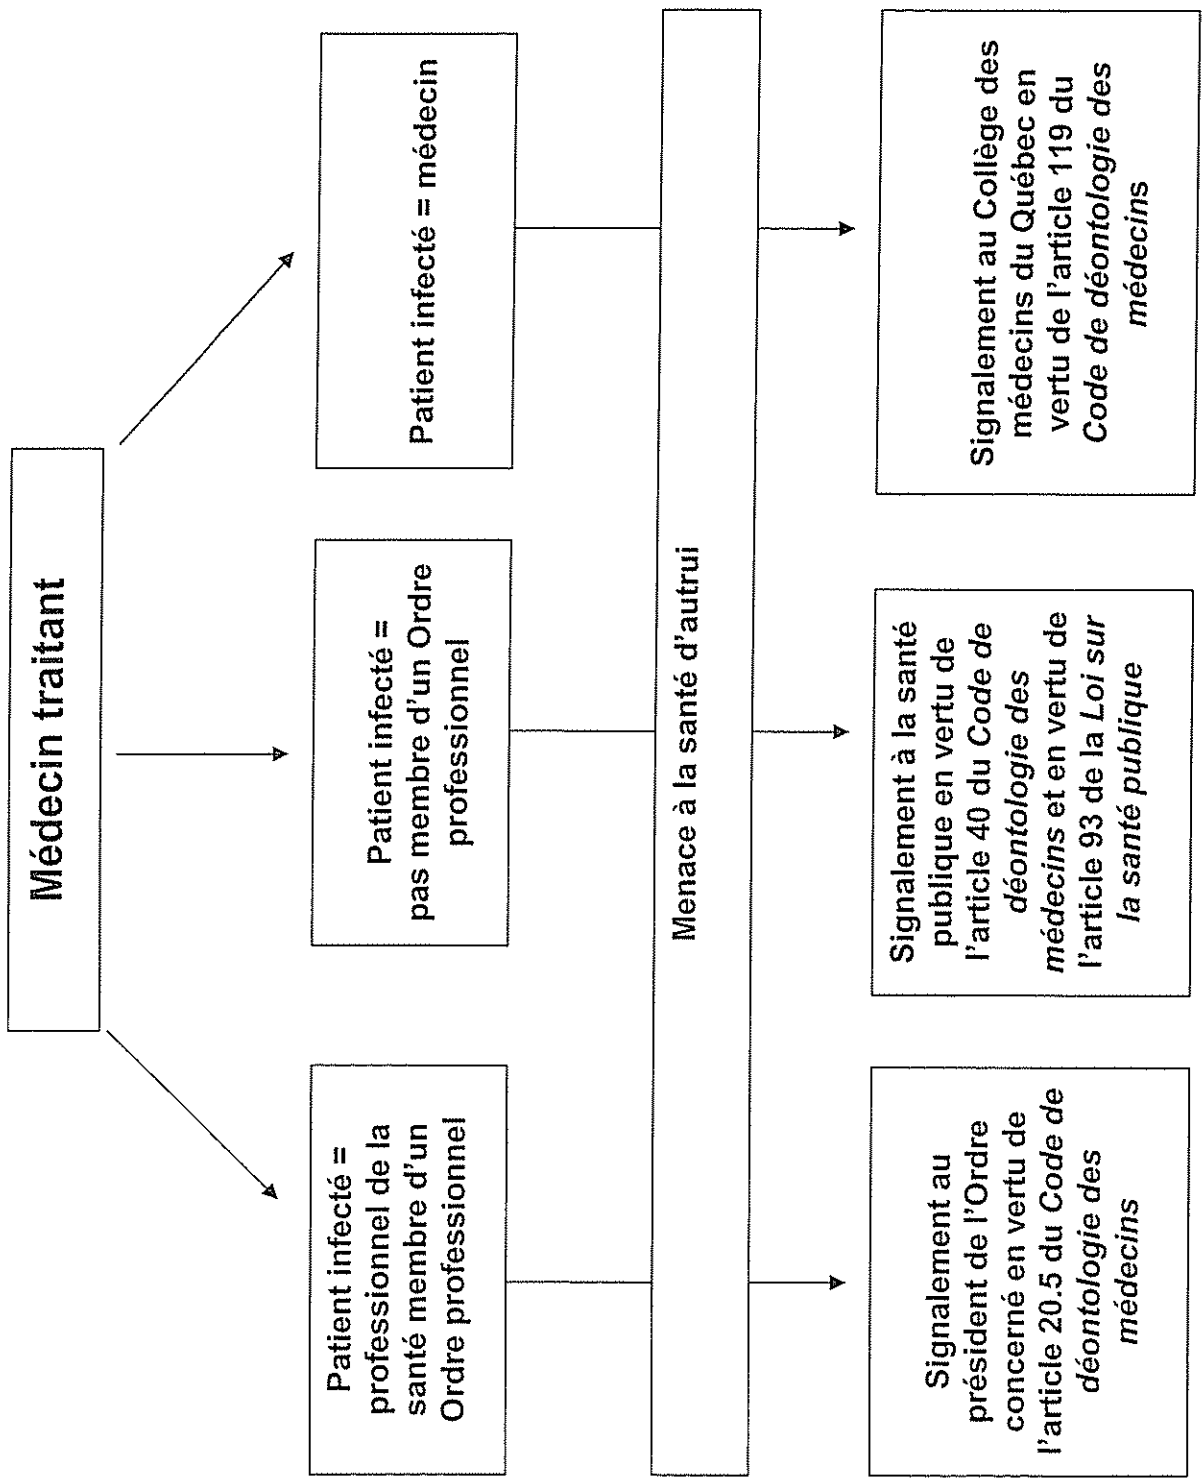 Médecin traitant
Patient infecté =
professionnel de la
santé membre d'un
Ordre professionnel
Patient infecté =
pas membre d'un Ordre
professionnel
Patient infecté = médecin
Menace à la santé d'autrui
Signalement au
président de l'Ordre
concerné en vertu de
l'article 20.5 du Code de
déontologie des
médecins
Signalement à la santé
publique en vertu de
l'article 40 du Code de
déontologie des
médecins et en vertu de
l'article 93 de la Loi sur
la santé publique
Signalement au Collège des
médecins du Québec en
vertu de l'article 119 du
Code de déontologie des
médecins